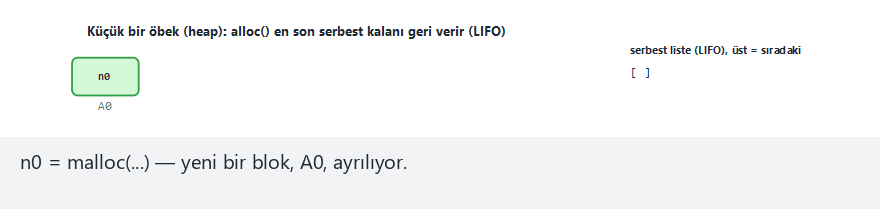 Küçük bir öbek (heap): alloc() en son serbest kalanı geri verir (LIFO)
serbest liste (LIFO), üst = sıradaki
[ ]
n0
A0
n0 = malloc(...) — yeni bir blok, A0, ayrılıyor.